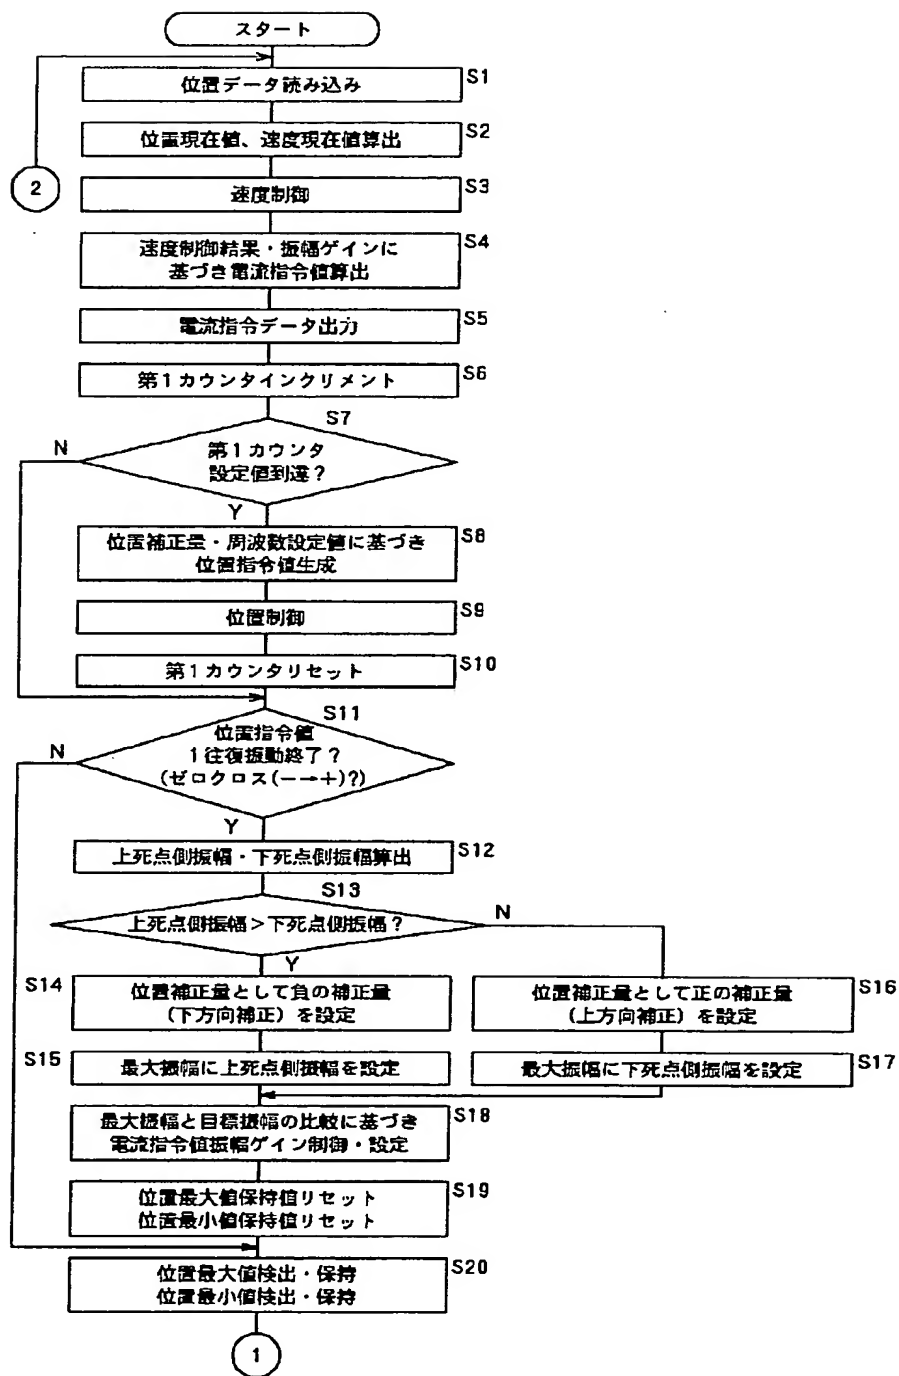 スタート
位置データ読み込み
S1
位置現在値、速度現在値算出
S2
2
速度制御
S3
速度制御結果・振幅ゲインに
基づき電流指令値算出
S4
電流指令データ出力
S5
第1カウンタインクリメント
S6
S7
N
第1カウンタ
設定値到達？
Y
位置補正量・周波数設定値に基づき
位置指令値生成
S8
位置制御
S9
第1カウンタリセット
S10
S11
N
位置指令値
1往復振動終了？
(ゼロクロス(－→＋)？)
Y
上死点側振幅・下死点側振幅算出
S12
S13
上死点側振幅＞下死点側振幅？
N
Y
S14
位置補正量として負の補正量
（下方向補正）を設定
位置補正量として正の補正量
（上方向補正）を設定
S16
S15
最大振幅に上死点側振幅を設定
最大振幅に下死点側振幅を設定
S17
最大振幅と目標振幅の比較に基づき
電流指令値振幅ゲイン制御・設定
S18
位置最大値保持値リセット
位置最小値保持値リセット
S19
位置最大値検出・保持
位置最小値検出・保持
S20
1